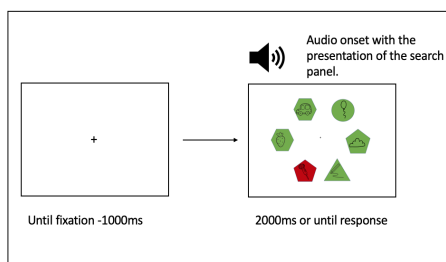 Audio onset with the
presentation of the search
panel.
Until fixation -1000ms
2000ms or until response